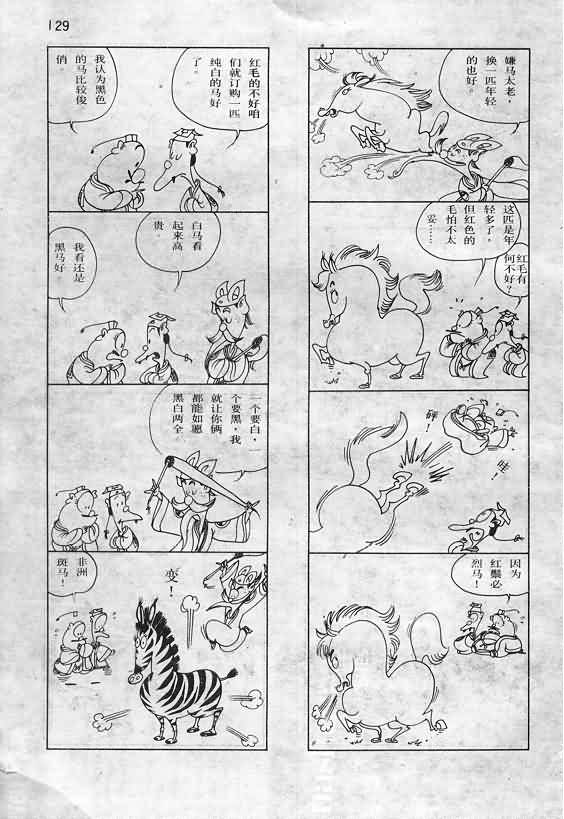 129
嫌马太老，
换一匹年轻
的也好。
这匹是年
轻多了，
但红色的
毛怕不太
妥……
红毛有
何不好？
砰！
哇！
因为
红鬃必
烈马！
红毛的不好咱
们就订购一匹
纯白的马好
了。
我认为黑色
的马比较俊
俏。
白马看
起来高
贵。
我看还是
黑马好。
一个要白，一
个要黑，我
就让你俩
都能如愿
黑白两全
变！
非洲
斑马！